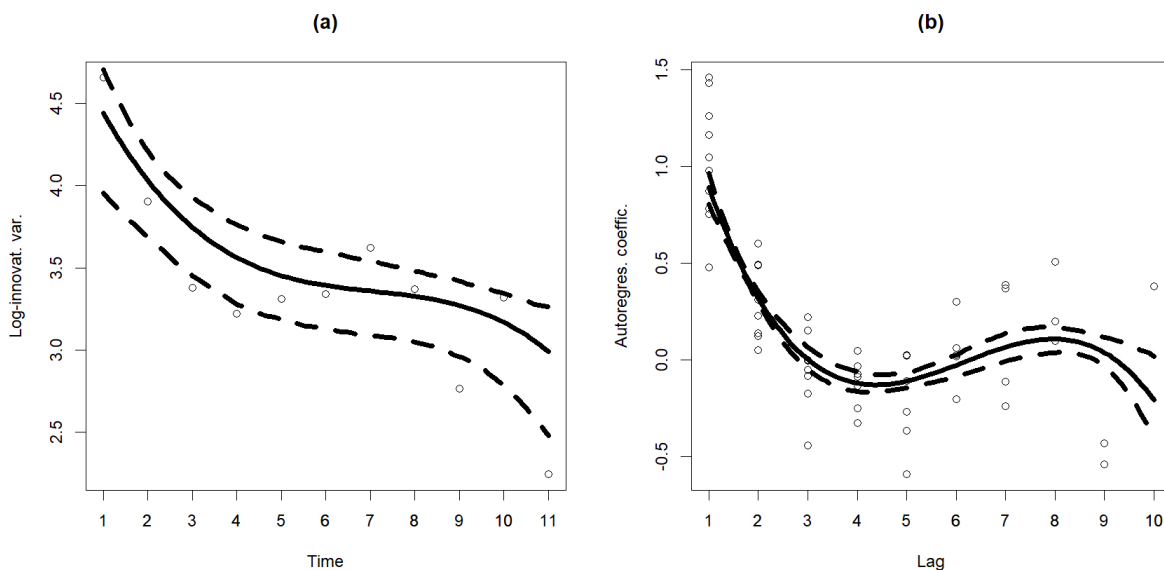 (a)
Log-innovat. var.
4.5
4.0
3.5
3.0
2.5
1 2 3 4 5 6 7 8 9 10 11
Time
(b)
Autoregres. coeffic.
1.5
1.0
0.5
0.0
-0.5
1 2 3 4 5 6 7 8 9 10
Lag